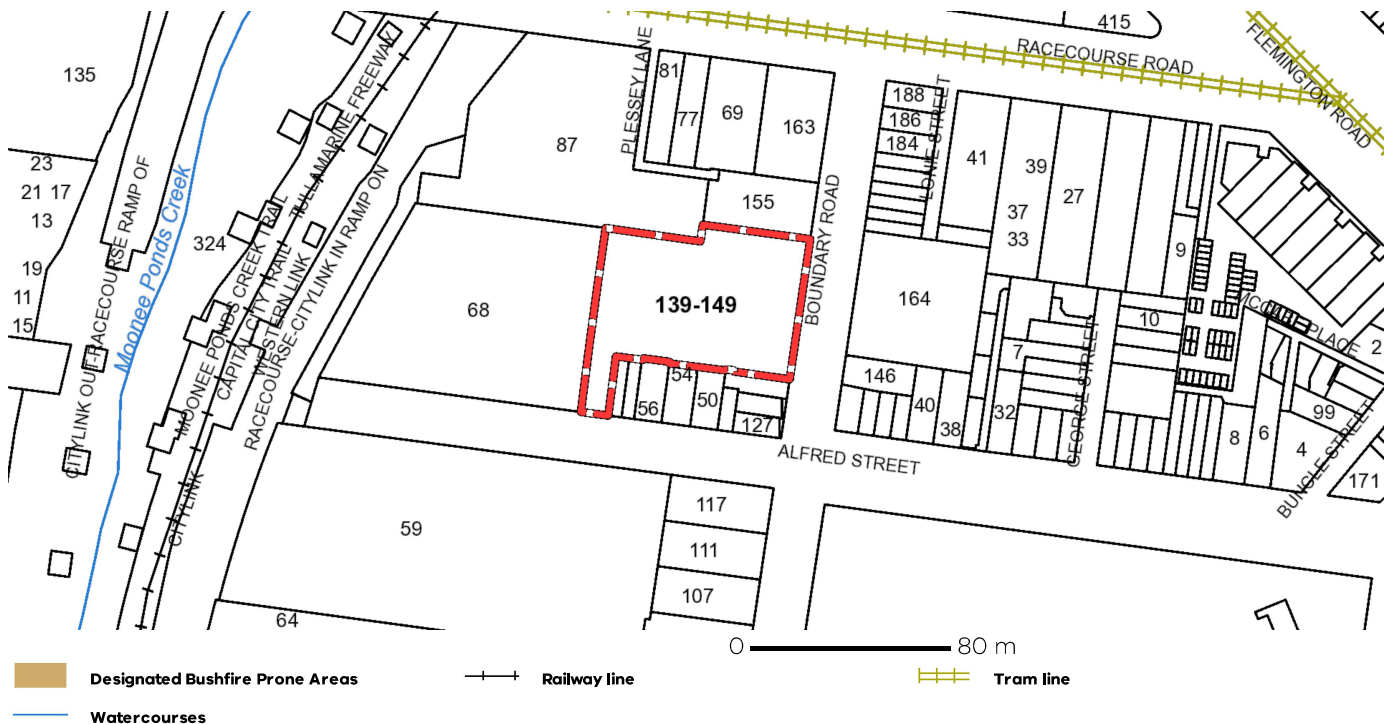 415
RACECOURSE ROAD
FLEMINGTON ROAD
135
PLESSEY LANE
81
77
69
163
188
186
184
LONIE STREET
41
39
37
33
27
9
87
TULLAMARINE FREEWAY
23
21 17
13
19
11
15
CITYLINK OUT-RACECOURSE RAMP OF
Moonee Ponds Creek
324
MOONEE PONDS CREEK TRAIL
CAPITAL CITY TRAIL
WESTERN LINK
RACECOURSE-CITYLINK IN RAMP ON
CITYLINK
155
BOUNDARY ROAD
139-149
68
164
10
MCCABE PLACE
2
7
GEORGE STREET
146
54
56
50
127
40
38
32
8
6
4
99
BUNGLE STREET
171
ALFRED STREET
117
59
111
107
64
0 80 m
Designated Bushfire Prone Areas
Railway line
Tram line
Watercourses